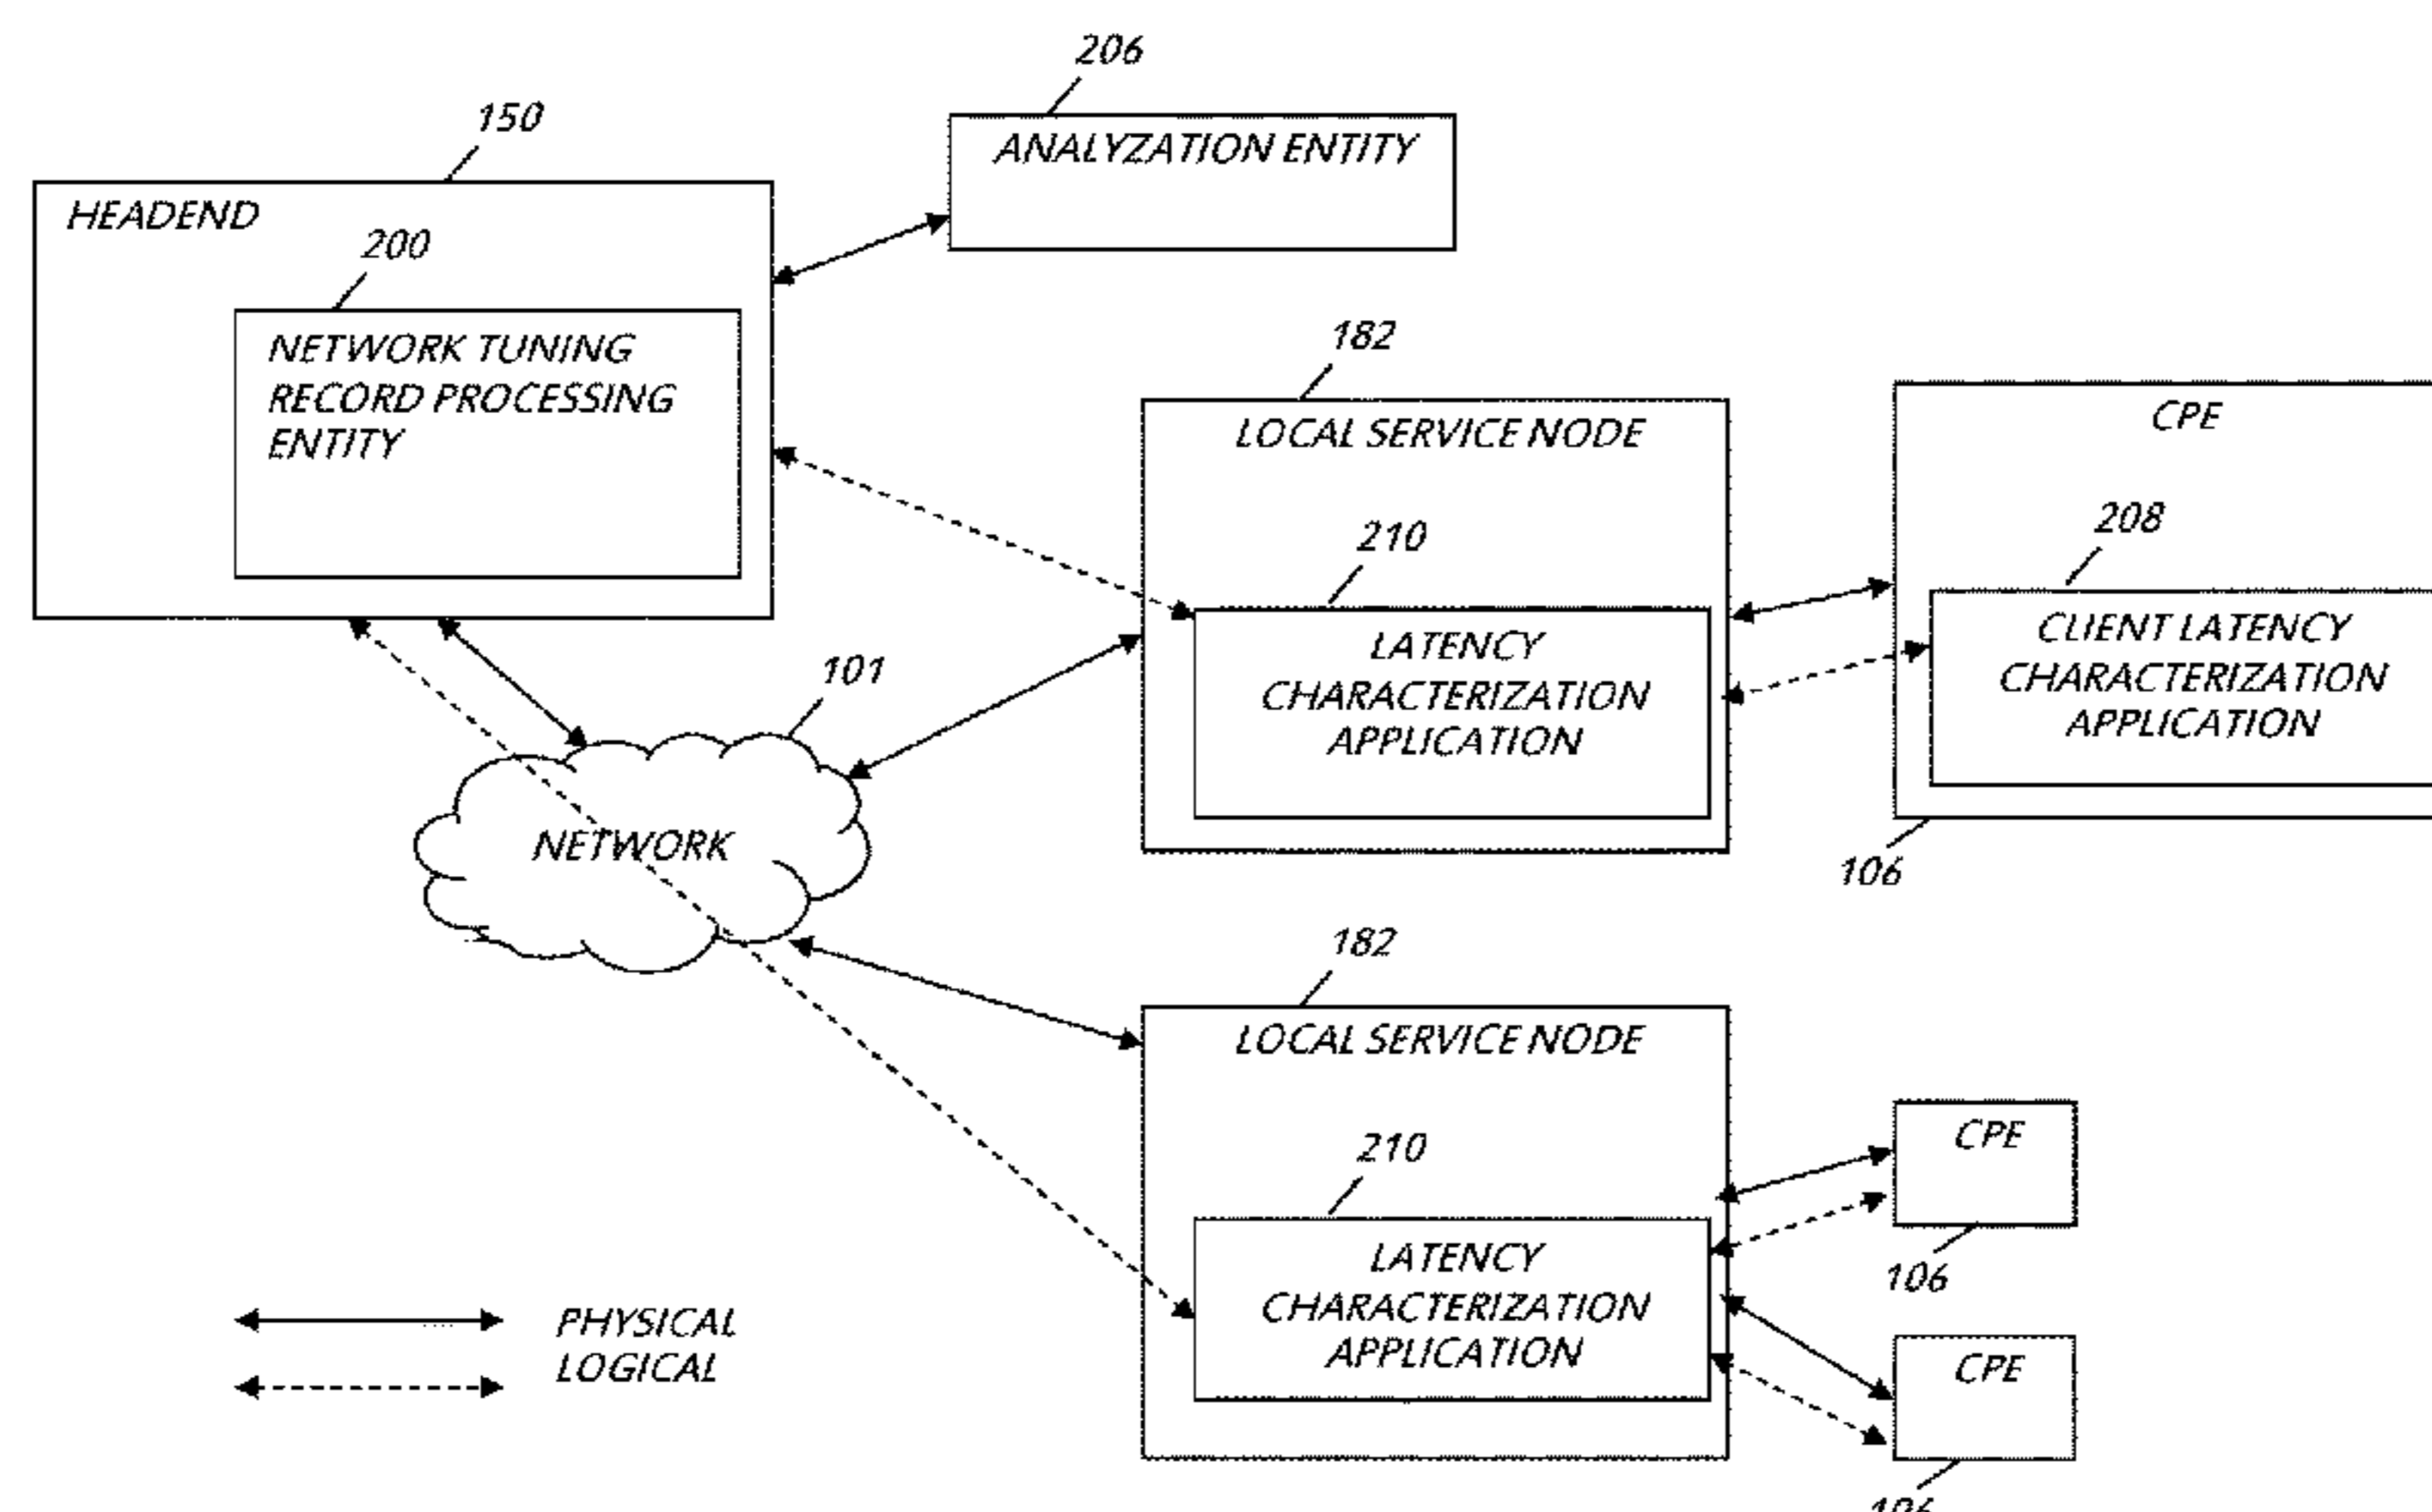 206
150
ANALYZATION ENTITY
HEADEND
200
NETWORK TUNING
RECORD PROCESSING
ENTITY
182
LOCAL SERVICE NODE
CPE
210
208
LATENCY
CHARACTERIZATION
APPLICATION
CLIENT LATENCY
CHARACTERIZATION
APPLICATION
101
NETWORK
106
182
LOCAL SERVICE NODE
210
LATENCY
CHARACTERIZATION
APPLICATION
CPE
106
CPE
PHYSICAL
LOGICAL